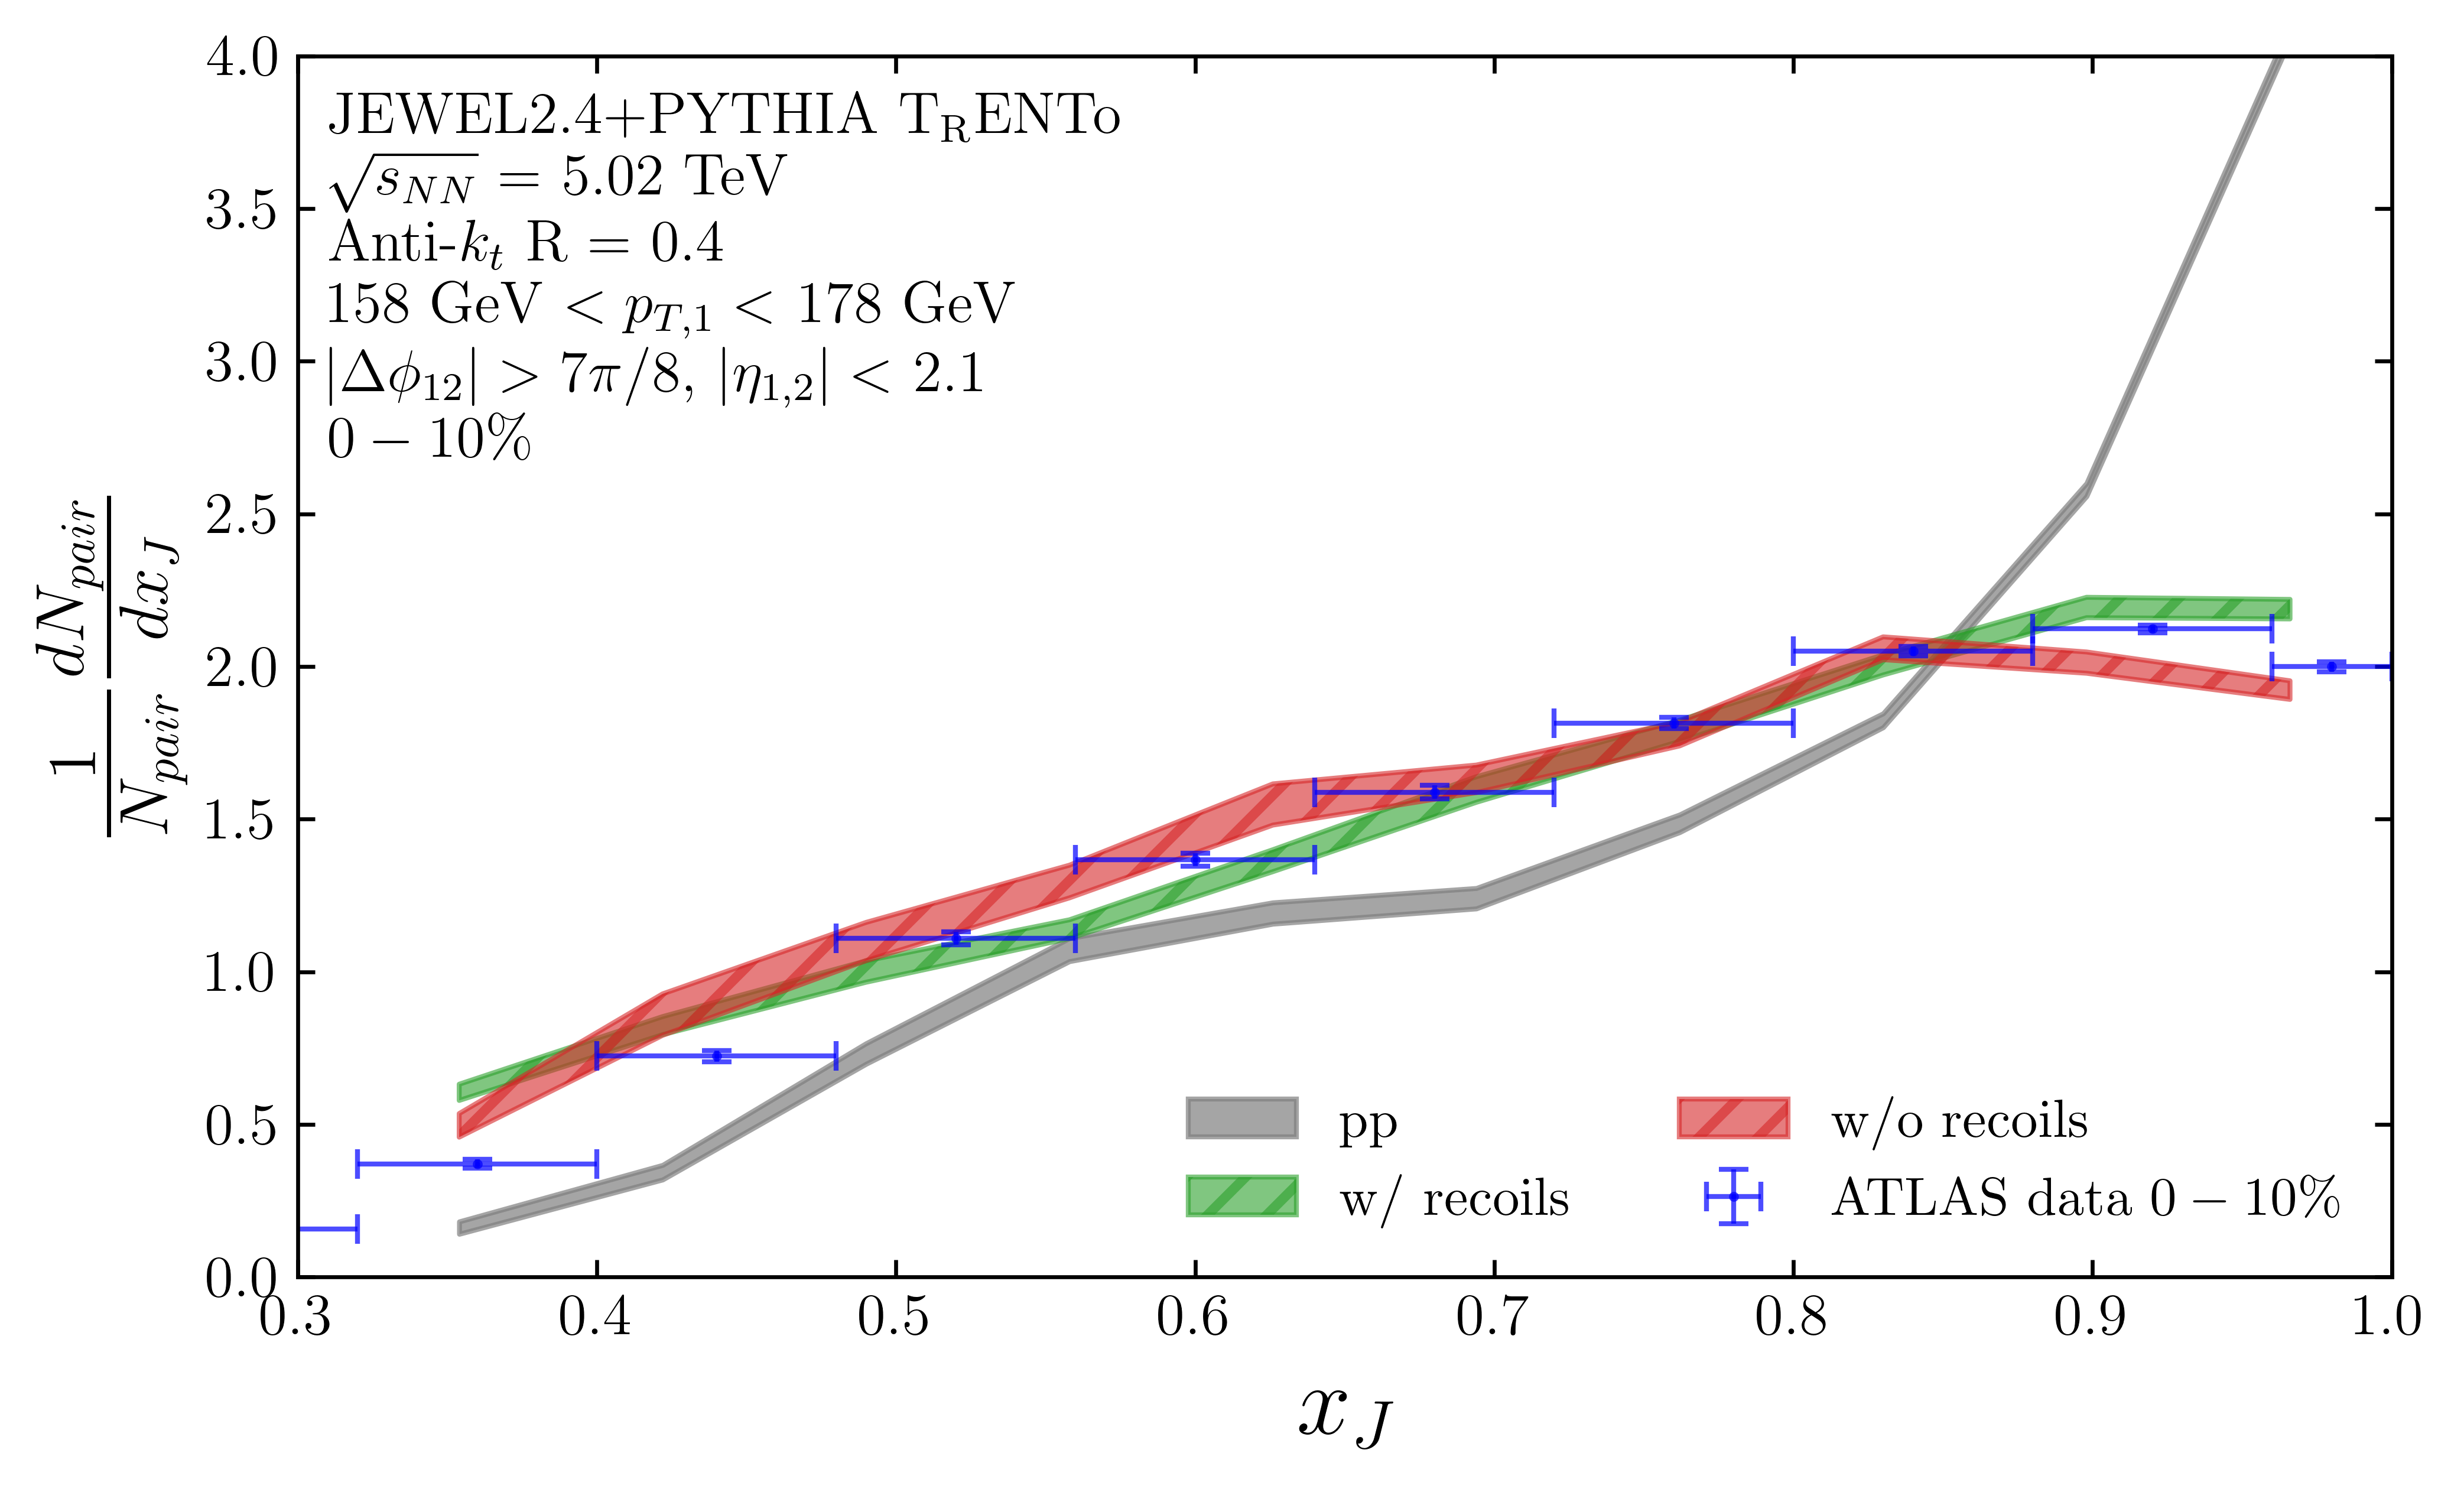 JEWEL2.4+PYTHIA TRENTo
√sNN = 5.02 TeV
Anti-kt R = 0.4
158 GeV < pT,1 < 178 GeV
|Δϕ12| > 7π/8, |η1,2| < 2.1
0 − 10%
4.0
3.5
3.0
2.5
2.0
1.5
1.0
0.5
0.0
1/Npair dNpair/dxJ
pp
w/ recoils
w/o recoils
ATLAS data 0 − 10%
0.3 0.4 0.5 0.6 0.7 0.8 0.9 1.0
xJ